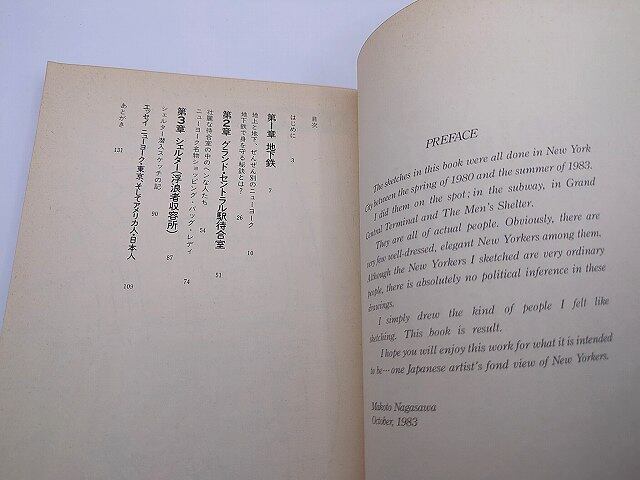 目次
はじめに 3
第1章 地下鉄 7
地上と地下、ぜんぜん別のニューヨーク 10
地下鉄で身を守る秘訣とは? 26
第2章 グランド・セントラル駅待合室 51
壮麗な待合室の中のヘンな人たち 54
ニューヨーク名物ショッピング・バッグ・レディ 74
第3章 シェルター(浮浪者収容所) 87
シェルター潜入スケッチの記 90
エッセイ ニューヨーク・東京、そしてアメリカ人・日本人 109
あとがき 131
PREFACE
The sketches in this book were all done in New York
City between the spring of 1980 and the summer of 1983.
I did them on the spot; in the subway, in Grand
Central Terminal and The Men's Shelter.
They are all of actual people. Obviously, there are
very few well-dressed, elegant New Yorkers among them.
Although the New Yorkers I sketched are very ordinary
people, there is absolutely no political inference in these
drawings.
I simply drew the kind of people I felt like
sketching. This book is result.
I hope you will enjoy this work for what it is intended
to be…one Japanese artist's fond view of New Yorkers.
Makoto Nagasawa
October, 1983